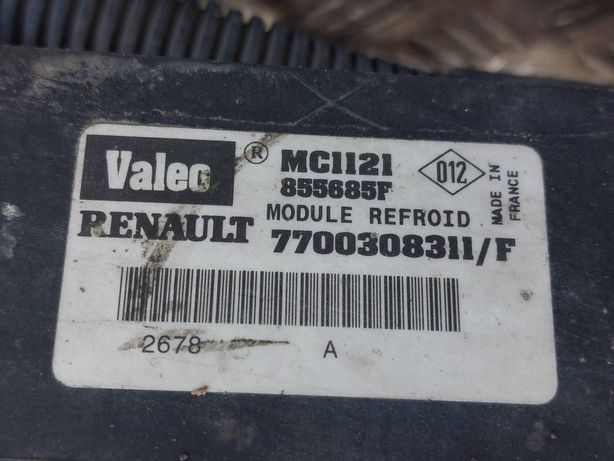 Valeo ®
MC1121
855685F
012
MADE IN
FRANCE
MODULE REFROID
RENAULT
7700308311/F
2678
A